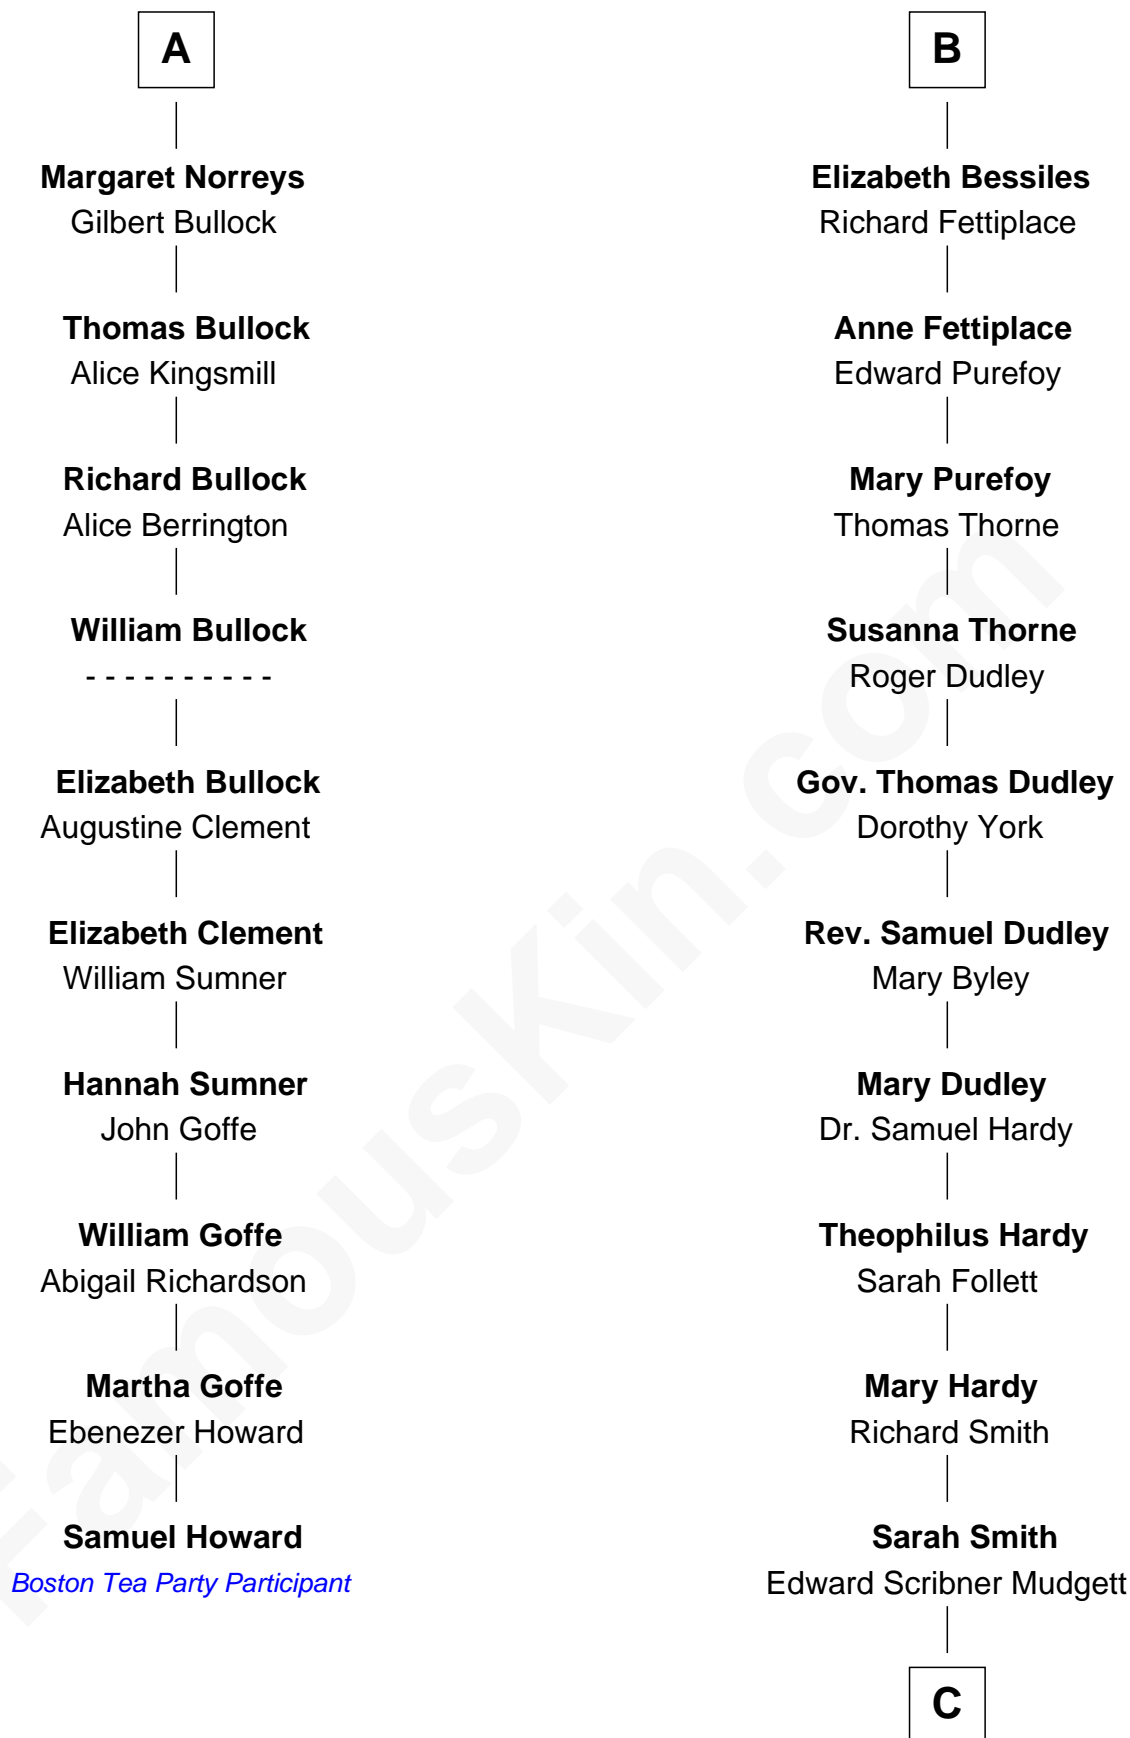 A
Margaret Norreys
Gilbert Bullock
Thomas Bullock
Alice Kingsmill
Richard Bullock
Alice Berrington
William Bullock
- - - - - - - - - -
Elizabeth Bullock
Augustine Clement
Elizabeth Clement
William Sumner
Hannah Sumner
John Goffe
William Goffe
Abigail Richardson
Martha Goffe
Ebenezer Howard
Samuel Howard
Boston Tea Party Participant
B
Elizabeth Bessiles
Richard Fettiplace
Anne Fettiplace
Edward Purefoy
Mary Purefoy
Thomas Thorne
Susanna Thorne
Roger Dudley
Gov. Thomas Dudley
Dorothy York
Rev. Samuel Dudley
Mary Byley
Mary Dudley
Dr. Samuel Hardy
Theophilus Hardy
Sarah Follett
Mary Hardy
Richard Smith
Sarah Smith
Edward Scribner Mudgett
C
FamousKin.com